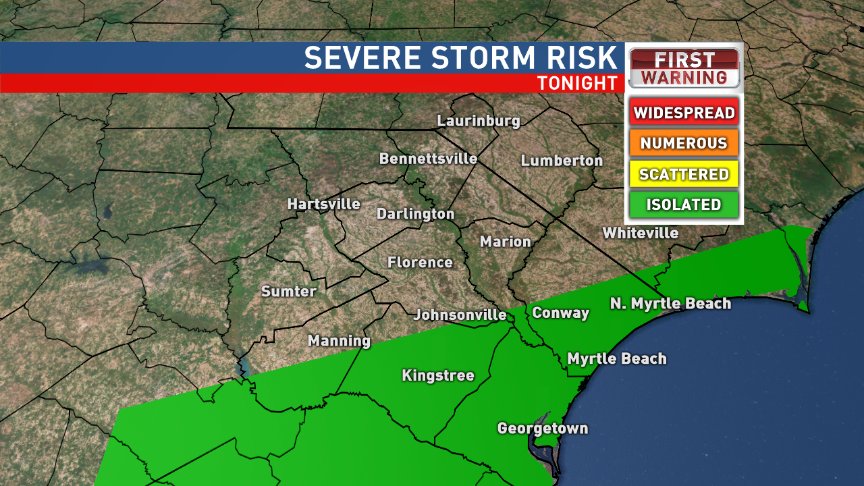 SEVERE STORM RISK
TONIGHT
FIRST
WARNING
WIDESPREAD
NUMEROUS
SCATTERED
ISOLATED
Laurinburg
Bennettsville
Lumberton
Hartsville
Darlington
Whiteville
Marion
Florence
Sumter
N. Myrtle Beach
Johnsonville
Conway
Manning
Myrtle Beach
Kingstree
Georgetown